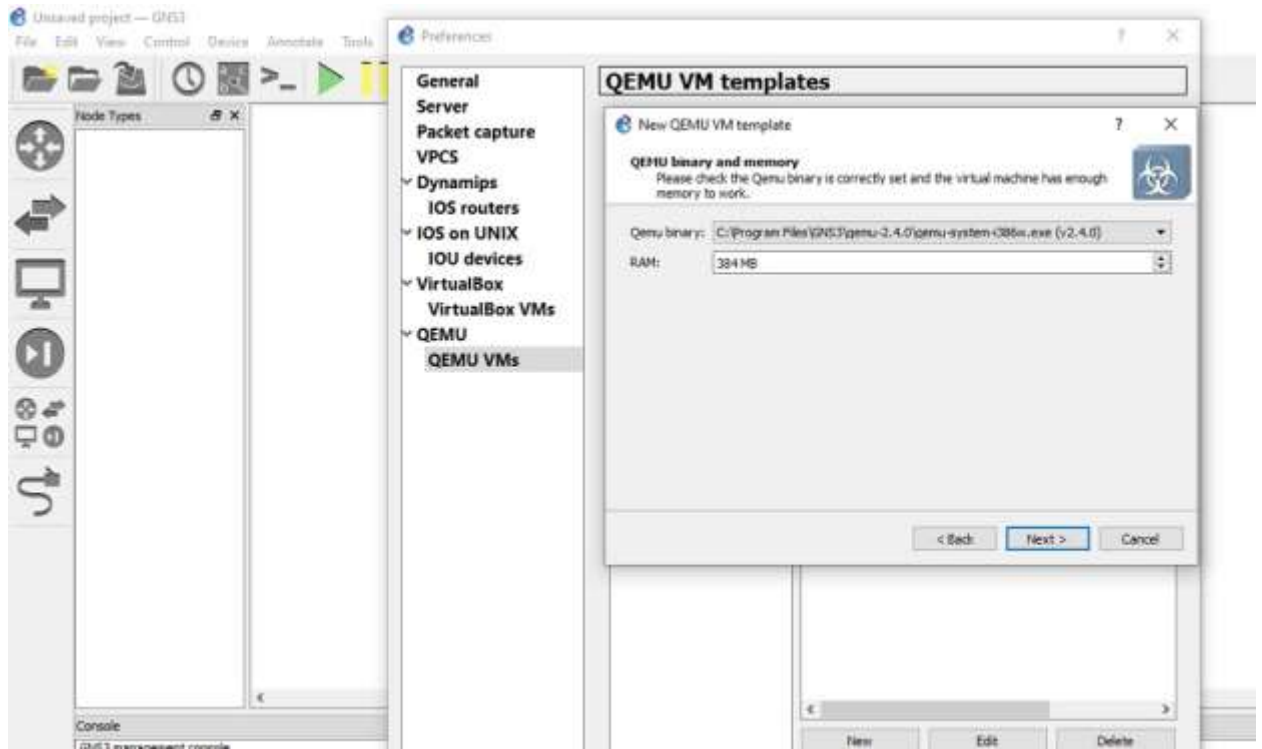 Unsaved project — GNS3
File Edit View Control Device Annotate Tools
Node Types
Console
GNS3 management console
Preferences
General
Server
Packet capture
VPCS
Dynamips
IOS routers
IOS on UNIX
IOU devices
VirtualBox
VirtualBox VMs
QEMU
QEMU VMs
QEMU VM templates
New QEMU VM template
QEMU binary and memory
Please check the Qemu binary is correctly set and the virtual machine has enough
memory to work.
Qemu binary: C:\Program Files\GNS3\qemu-2.4.0\qemu-system-i386w.exe (v2.4.0)
RAM: 384 MB
< Back Next > Cancel
New Edit Delete